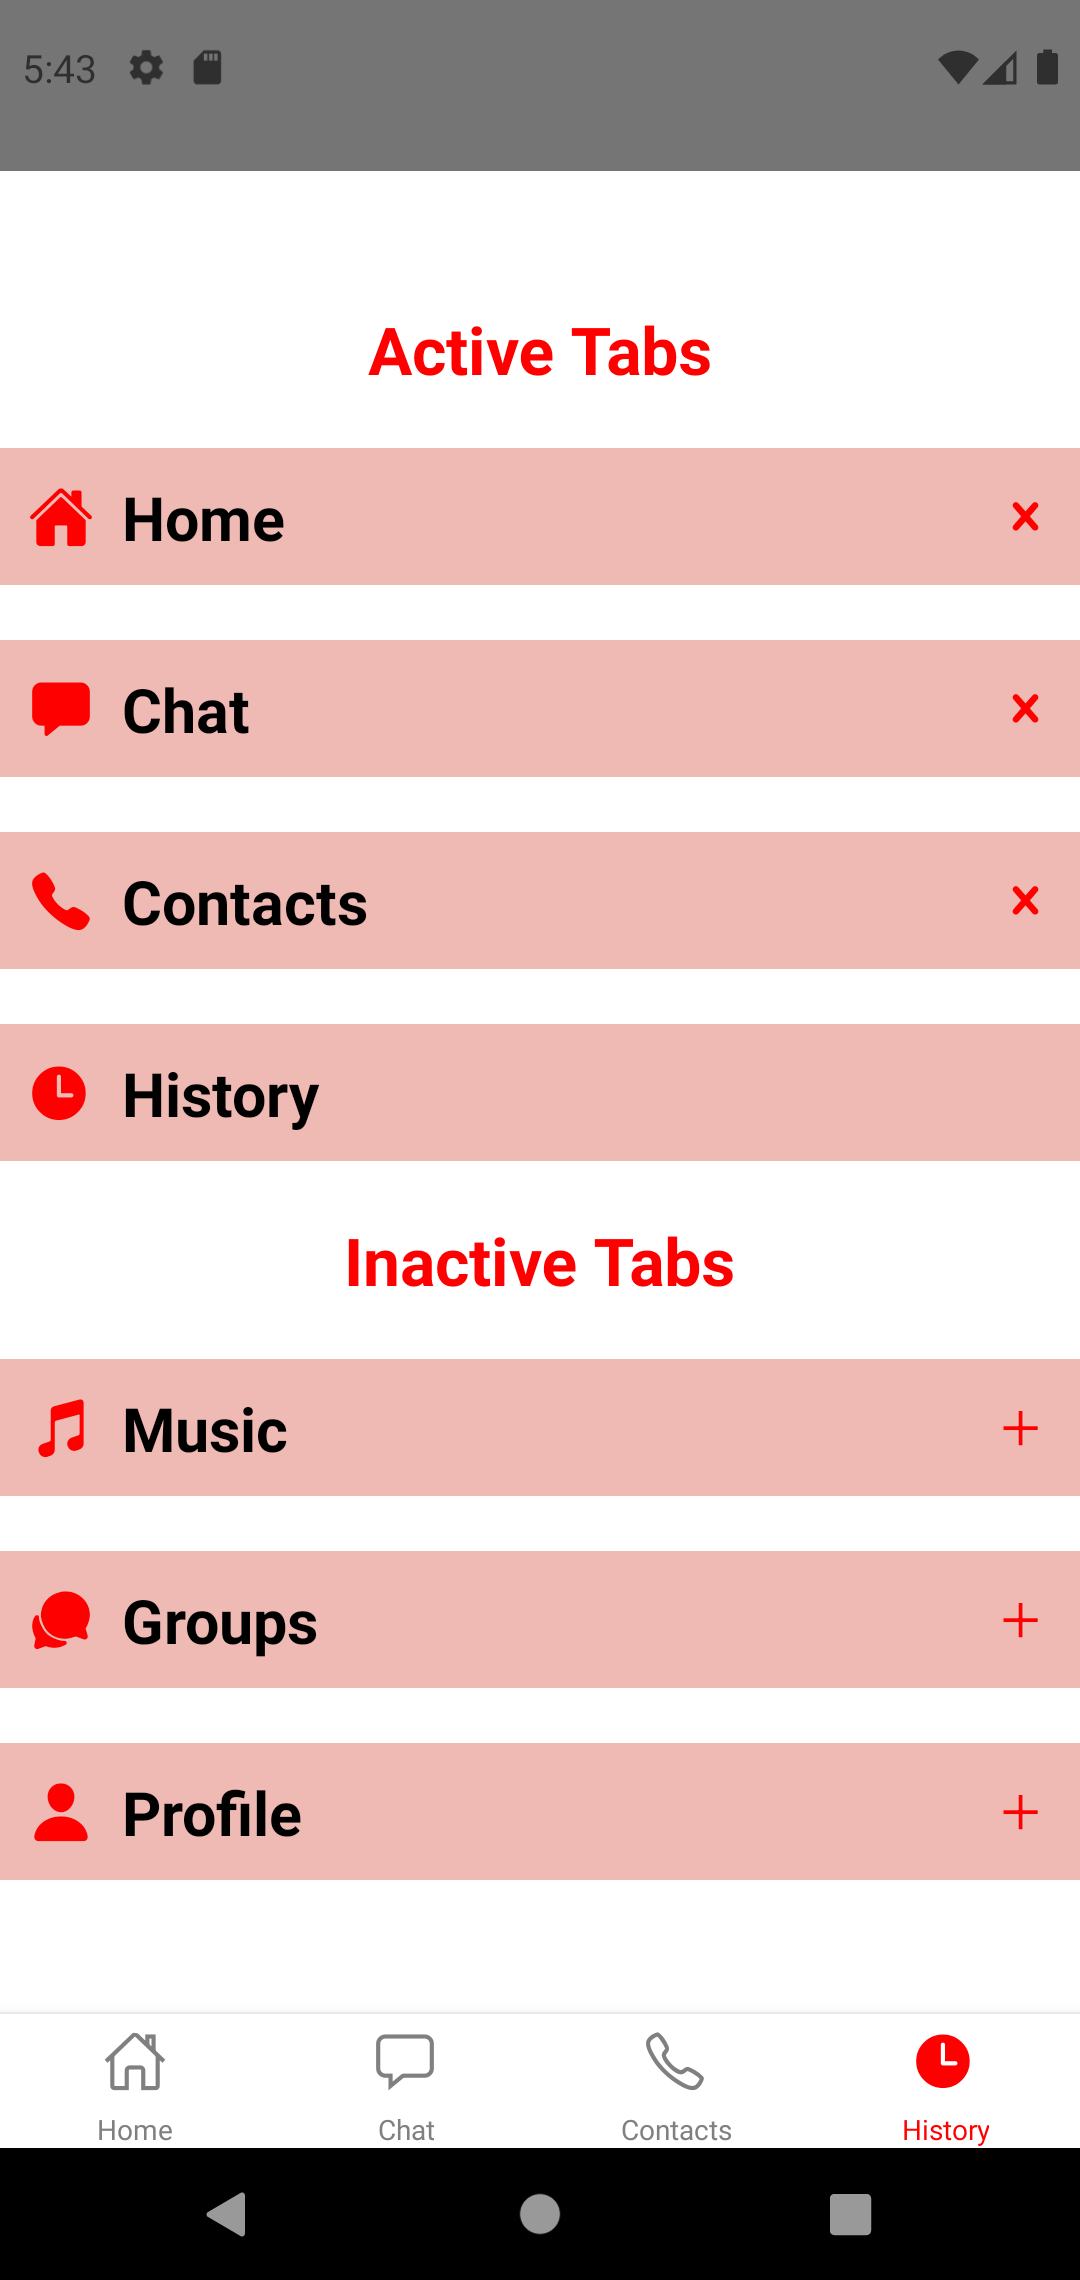 5:43
Active Tabs
Home
Chat
Contacts
History
Inactive Tabs
Music
Groups
Profile
Home Chat Contacts History